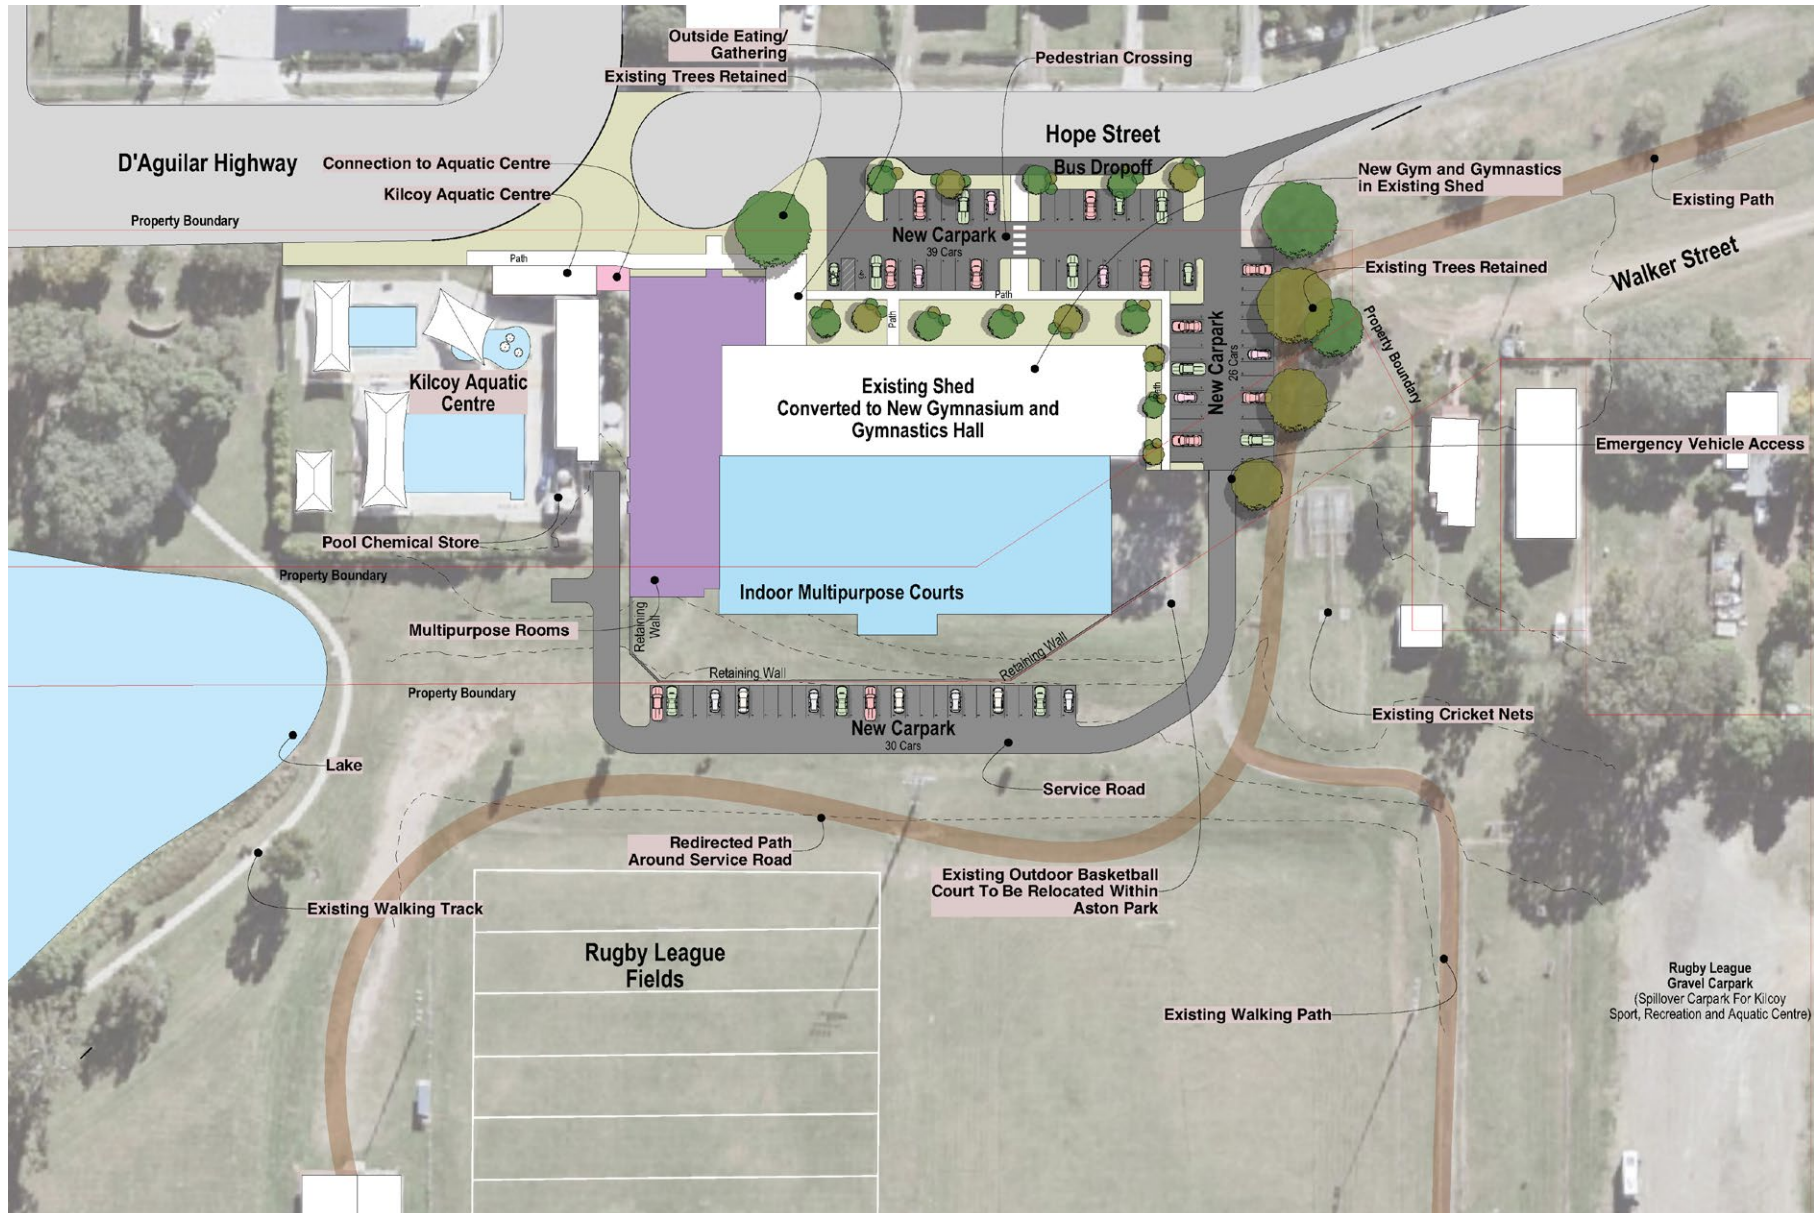 Outside Eating/
Gathering
Existing Trees Retained
Pedestrian Crossing
Hope Street
Bus Dropoff
D'Aguilar Highway
Connection to Aquatic Centre
Kilcoy Aquatic Centre
Property Boundary
New Gym and Gymnastics
in Existing Shed
Existing Path
Walker Street
New Carpark
39 Cars
Path
Path
Path
Existing Trees Retained
Property Boundary
New Carpark
26 Cars
Path
Kilcoy Aquatic
Centre
Existing Shed
Converted to New Gymnasium and
Gymnastics Hall
Emergency Vehicle Access
Pool Chemical Store
Property Boundary
Indoor Multipurpose Courts
Multipurpose Rooms
Retaining
Wall
Retaining Wall
Retaining Wall
Property Boundary
Existing Cricket Nets
New Carpark
30 Cars
Lake
Service Road
Redirected Path
Around Service Road
Existing Outdoor Basketball
Court To Be Relocated Within
Aston Park
Existing Walking Track
Rugby League
Fields
Existing Walking Path
Rugby League
Gravel Carpark
(Spillover Carpark For Kilcoy
Sport, Recreation and Aquatic Centre)